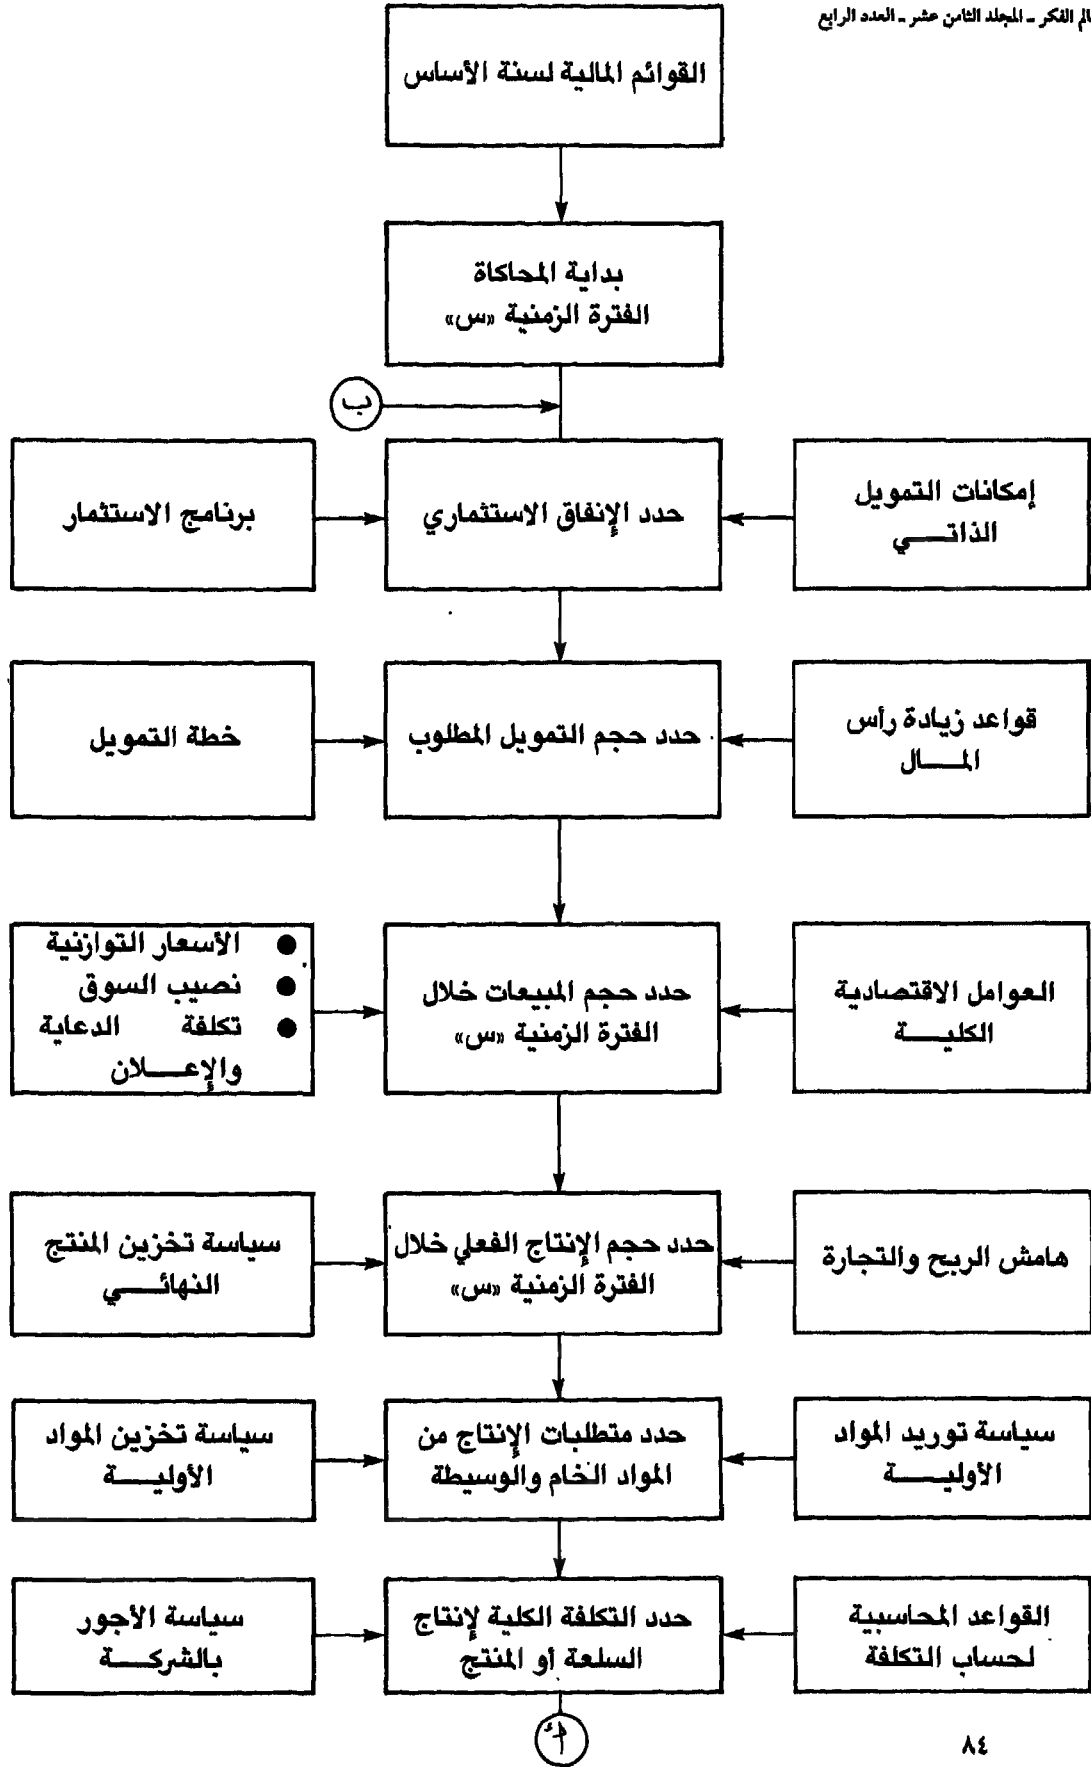 الم الفكر ـ المجلد الثامن عشر ـ العدد الرابع
القوائم المالية لسنة الأساس
بداية المحاكاة
الفترة الزمنية «س»
ب
إمكانات التمويل
الذاتـــي
حدد الإنفاق الاستثماري
برنامج الاستثمار
قواعد زيادة رأس
المـــال
حدد حجم التمويل المطلوب
خطة التمويل
العوامل الاقتصادية
الكليـــة
حدد حجم المبيعات خلال
الفترة الزمنية «س»
● الأسعار التوازنية
● نصيب السوق
● تكلفة الدعاية
والإعـــلان
هامش الربح والتجارة
حدد حجم الإنتاج الفعلي خلال
الفترة الزمنية «س»
سياسة تخزين المنتج
النهائـــي
سياسة توريد المواد
الأوليـــة
حدد متطلبات الإنتاج من
المواد الخام والوسيطة
سياسة تخزين المواد
الأوليـــة
القواعد المحاسبية
لحساب التكلفة
حدد التكلفة الكلية لإنتاج
السلعة أو المنتج
سياسة الأجور
بالشركـــة
أ
٨٤